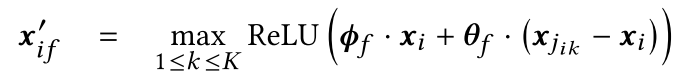 x′_{if} = max_{1≤k≤K} ReLU(ϕ_f · x_i + θ_f · (x_{j_{ik}} − x_i))